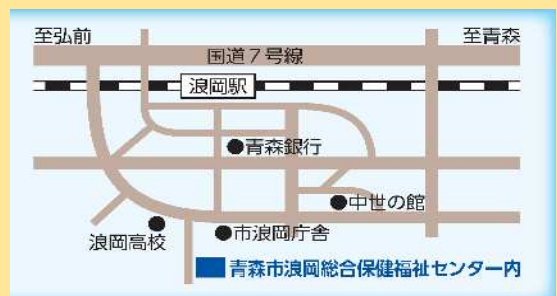 至弘前
至青森
国道7号線
浪岡駅
●青森銀行
●中世の館
浪岡高校
●市浪岡庁舎
青森市浪岡総合保健福祉センター内